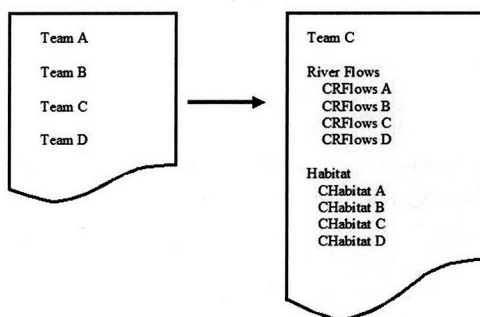 Team A
Team B
Team C
Team D
Team C
River Flows
CRFlows A
CRFlows B
CRFlows C
CRFlows D
Habitat
CHabitat A
CHabitat B
CHabitat C
CHabitat D